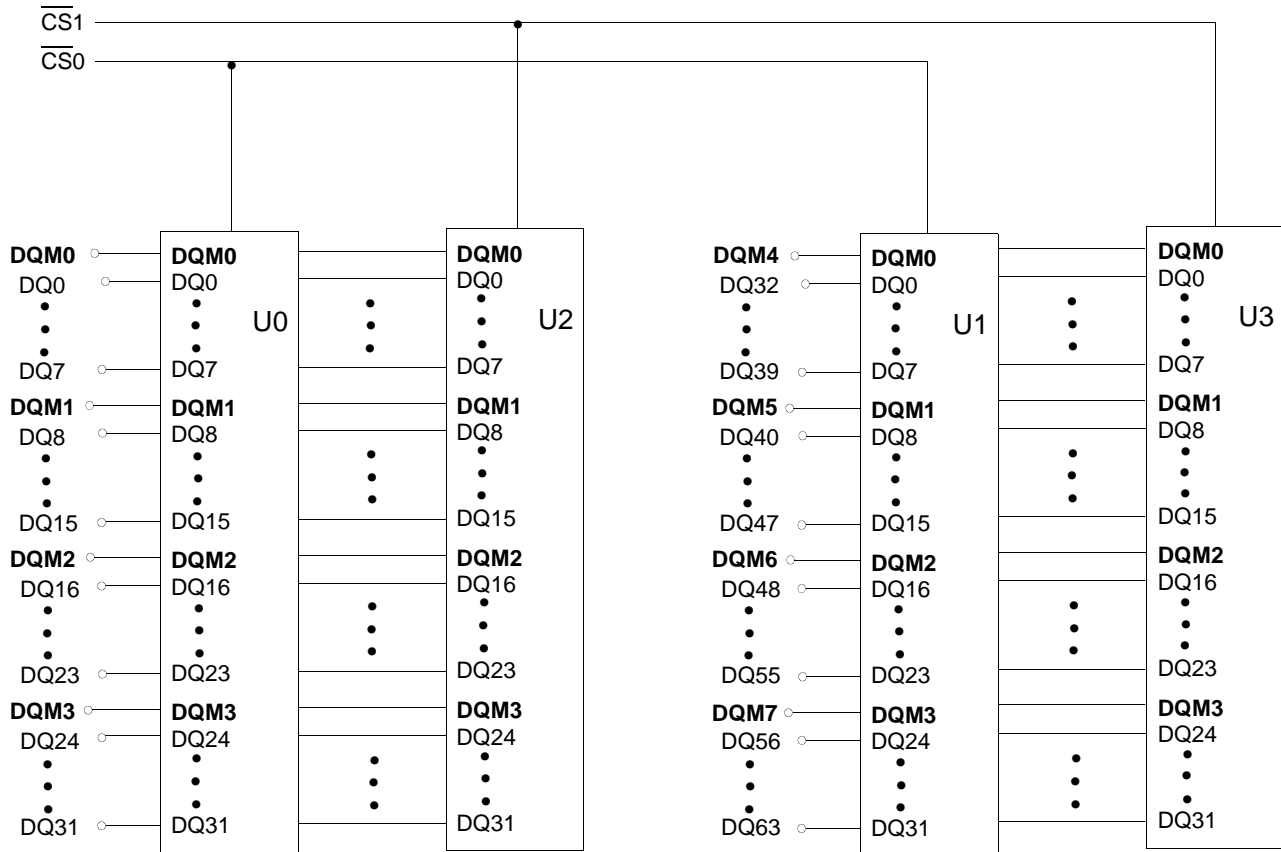 C̅S̅1
C̅S̅0
DQM0 DQM0 DQM0 DQM4 DQM0 DQM0
DQ0 DQ0 DQ0 DQ32 DQ0 DQ0
U0 U2 U1 U3
DQ7 DQ7 DQ7 DQ39 DQ7 DQ7
DQM1 DQM1 DQM1 DQM5 DQM1 DQM1
DQ8 DQ8 DQ8 DQ40 DQ8 DQ8
DQ15 DQ15 DQ15 DQ47 DQ15 DQ15
DQM2 DQM2 DQM2 DQM6 DQM2 DQM2
DQ16 DQ16 DQ16 DQ48 DQ16 DQ16
DQ23 DQ23 DQ23 DQ55 DQ23 DQ23
DQM3 DQM3 DQM3 DQM7 DQM3 DQM3
DQ24 DQ24 DQ24 DQ56 DQ24 DQ24
DQ31 DQ31 DQ31 DQ63 DQ31 DQ31